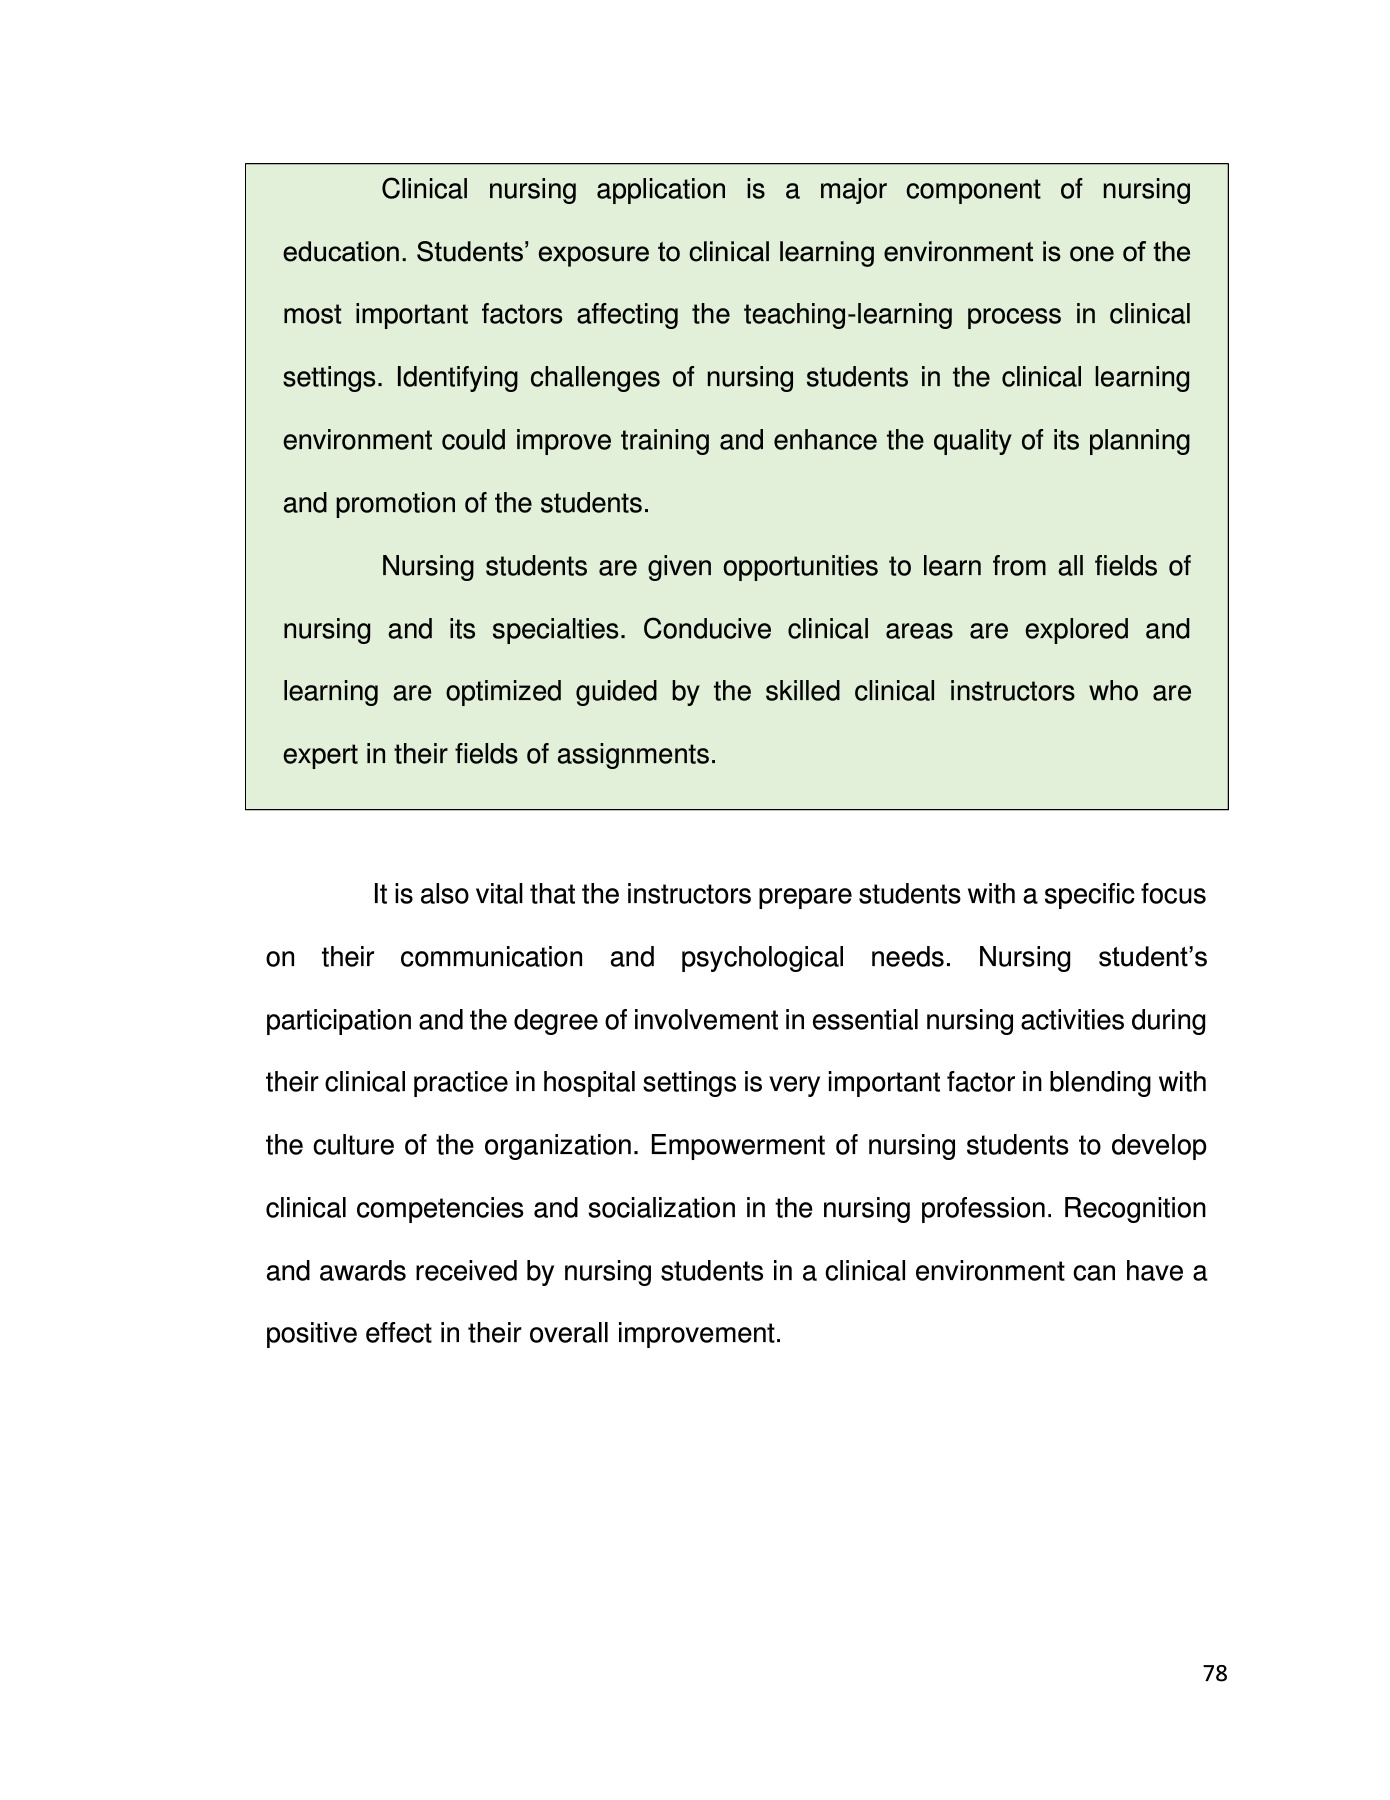 Clinical nursing application is a major component of nursing
education. Students’ exposure to clinical learning environment is one of the
most important factors affecting the teaching-learning process in clinical
settings. Identifying challenges of nursing students in the clinical learning
environment could improve training and enhance the quality of its planning
and promotion of the students.
Nursing students are given opportunities to learn from all fields of
nursing and its specialties. Conducive clinical areas are explored and
learning are optimized guided by the skilled clinical instructors who are
expert in their fields of assignments.
It is also vital that the instructors prepare students with a specific focus
on their communication and psychological needs. Nursing student’s
participation and the degree of involvement in essential nursing activities during
their clinical practice in hospital settings is very important factor in blending with
the culture of the organization. Empowerment of nursing students to develop
clinical competencies and socialization in the nursing profession. Recognition
and awards received by nursing students in a clinical environment can have a
positive effect in their overall improvement.
78